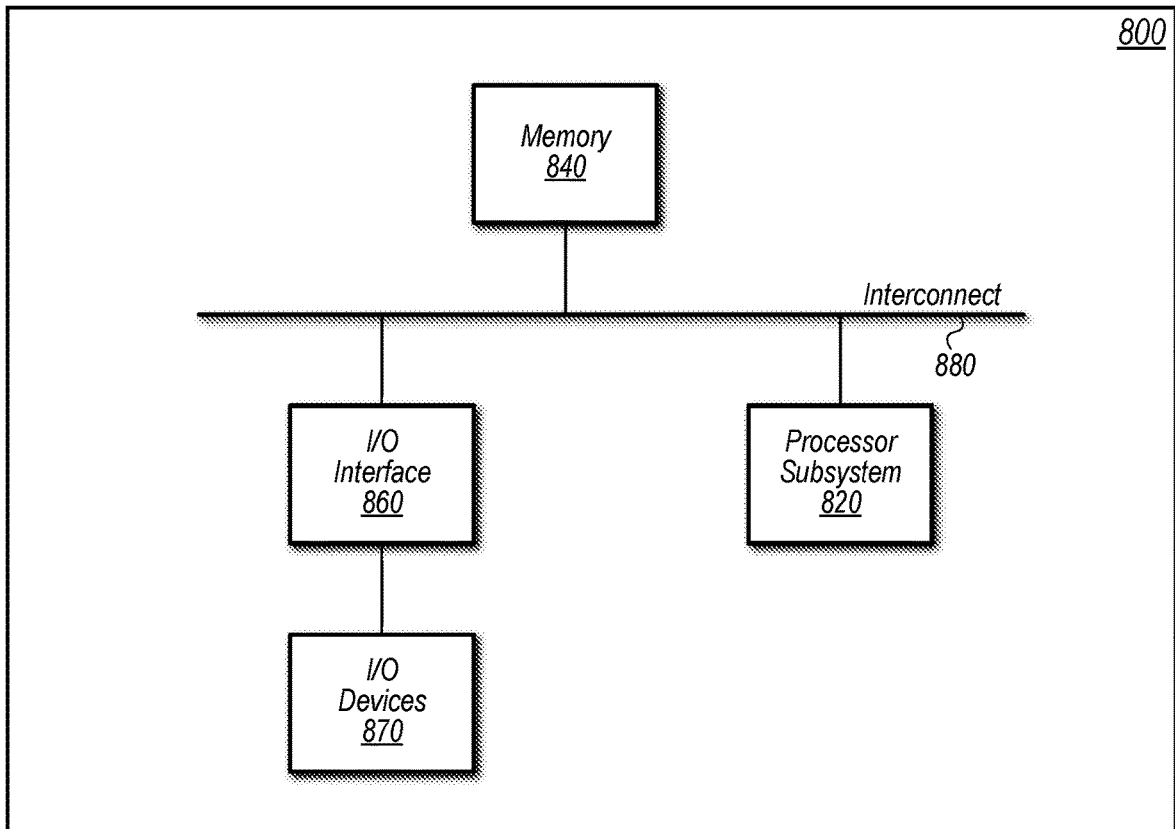 800
Memory
840
Interconnect
880
I/O
Interface
860
Processor
Subsystem
820
I/O
Devices
870